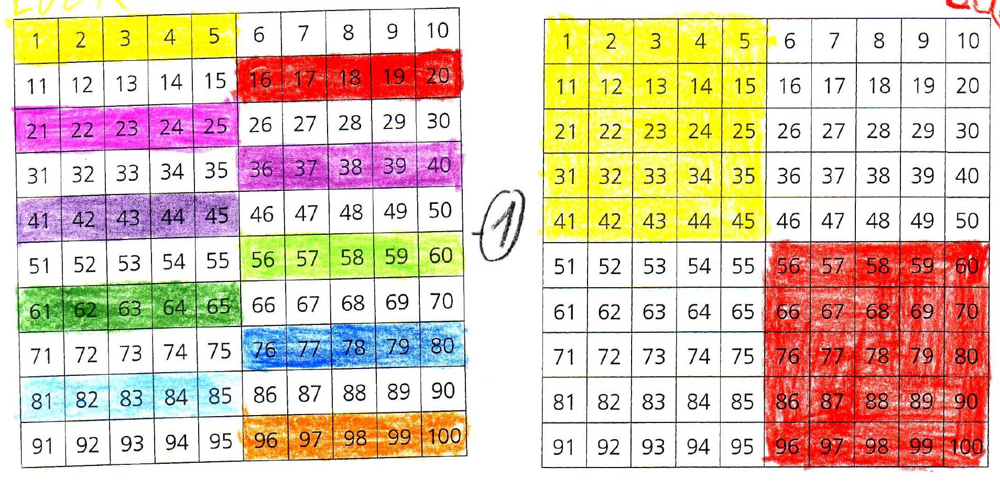 1 2 3 4 5 6 7 8 9 10
11 12 13 14 15 16 17 18 19 20
21 22 23 24 25 26 27 28 29 30
31 32 33 34 35 36 37 38 39 40
41 42 43 44 45 46 47 48 49 50
51 52 53 54 55 56 57 58 59 60
61 62 63 64 65 66 67 68 69 70
71 72 73 74 75 76 77 78 79 80
81 82 83 84 85 86 87 88 89 90
91 92 93 94 95 96 97 98 99 100
1
1 2 3 4 5 6 7 8 9 10
11 12 13 14 15 16 17 18 19 20
21 22 23 24 25 26 27 28 29 30
31 32 33 34 35 36 37 38 39 40
41 42 43 44 45 46 47 48 49 50
51 52 53 54 55 56 57 58 59 60
61 62 63 64 65 66 67 68 69 70
71 72 73 74 75 76 77 78 79 80
81 82 83 84 85 86 87 88 89 90
91 92 93 94 95 96 97 98 99 100